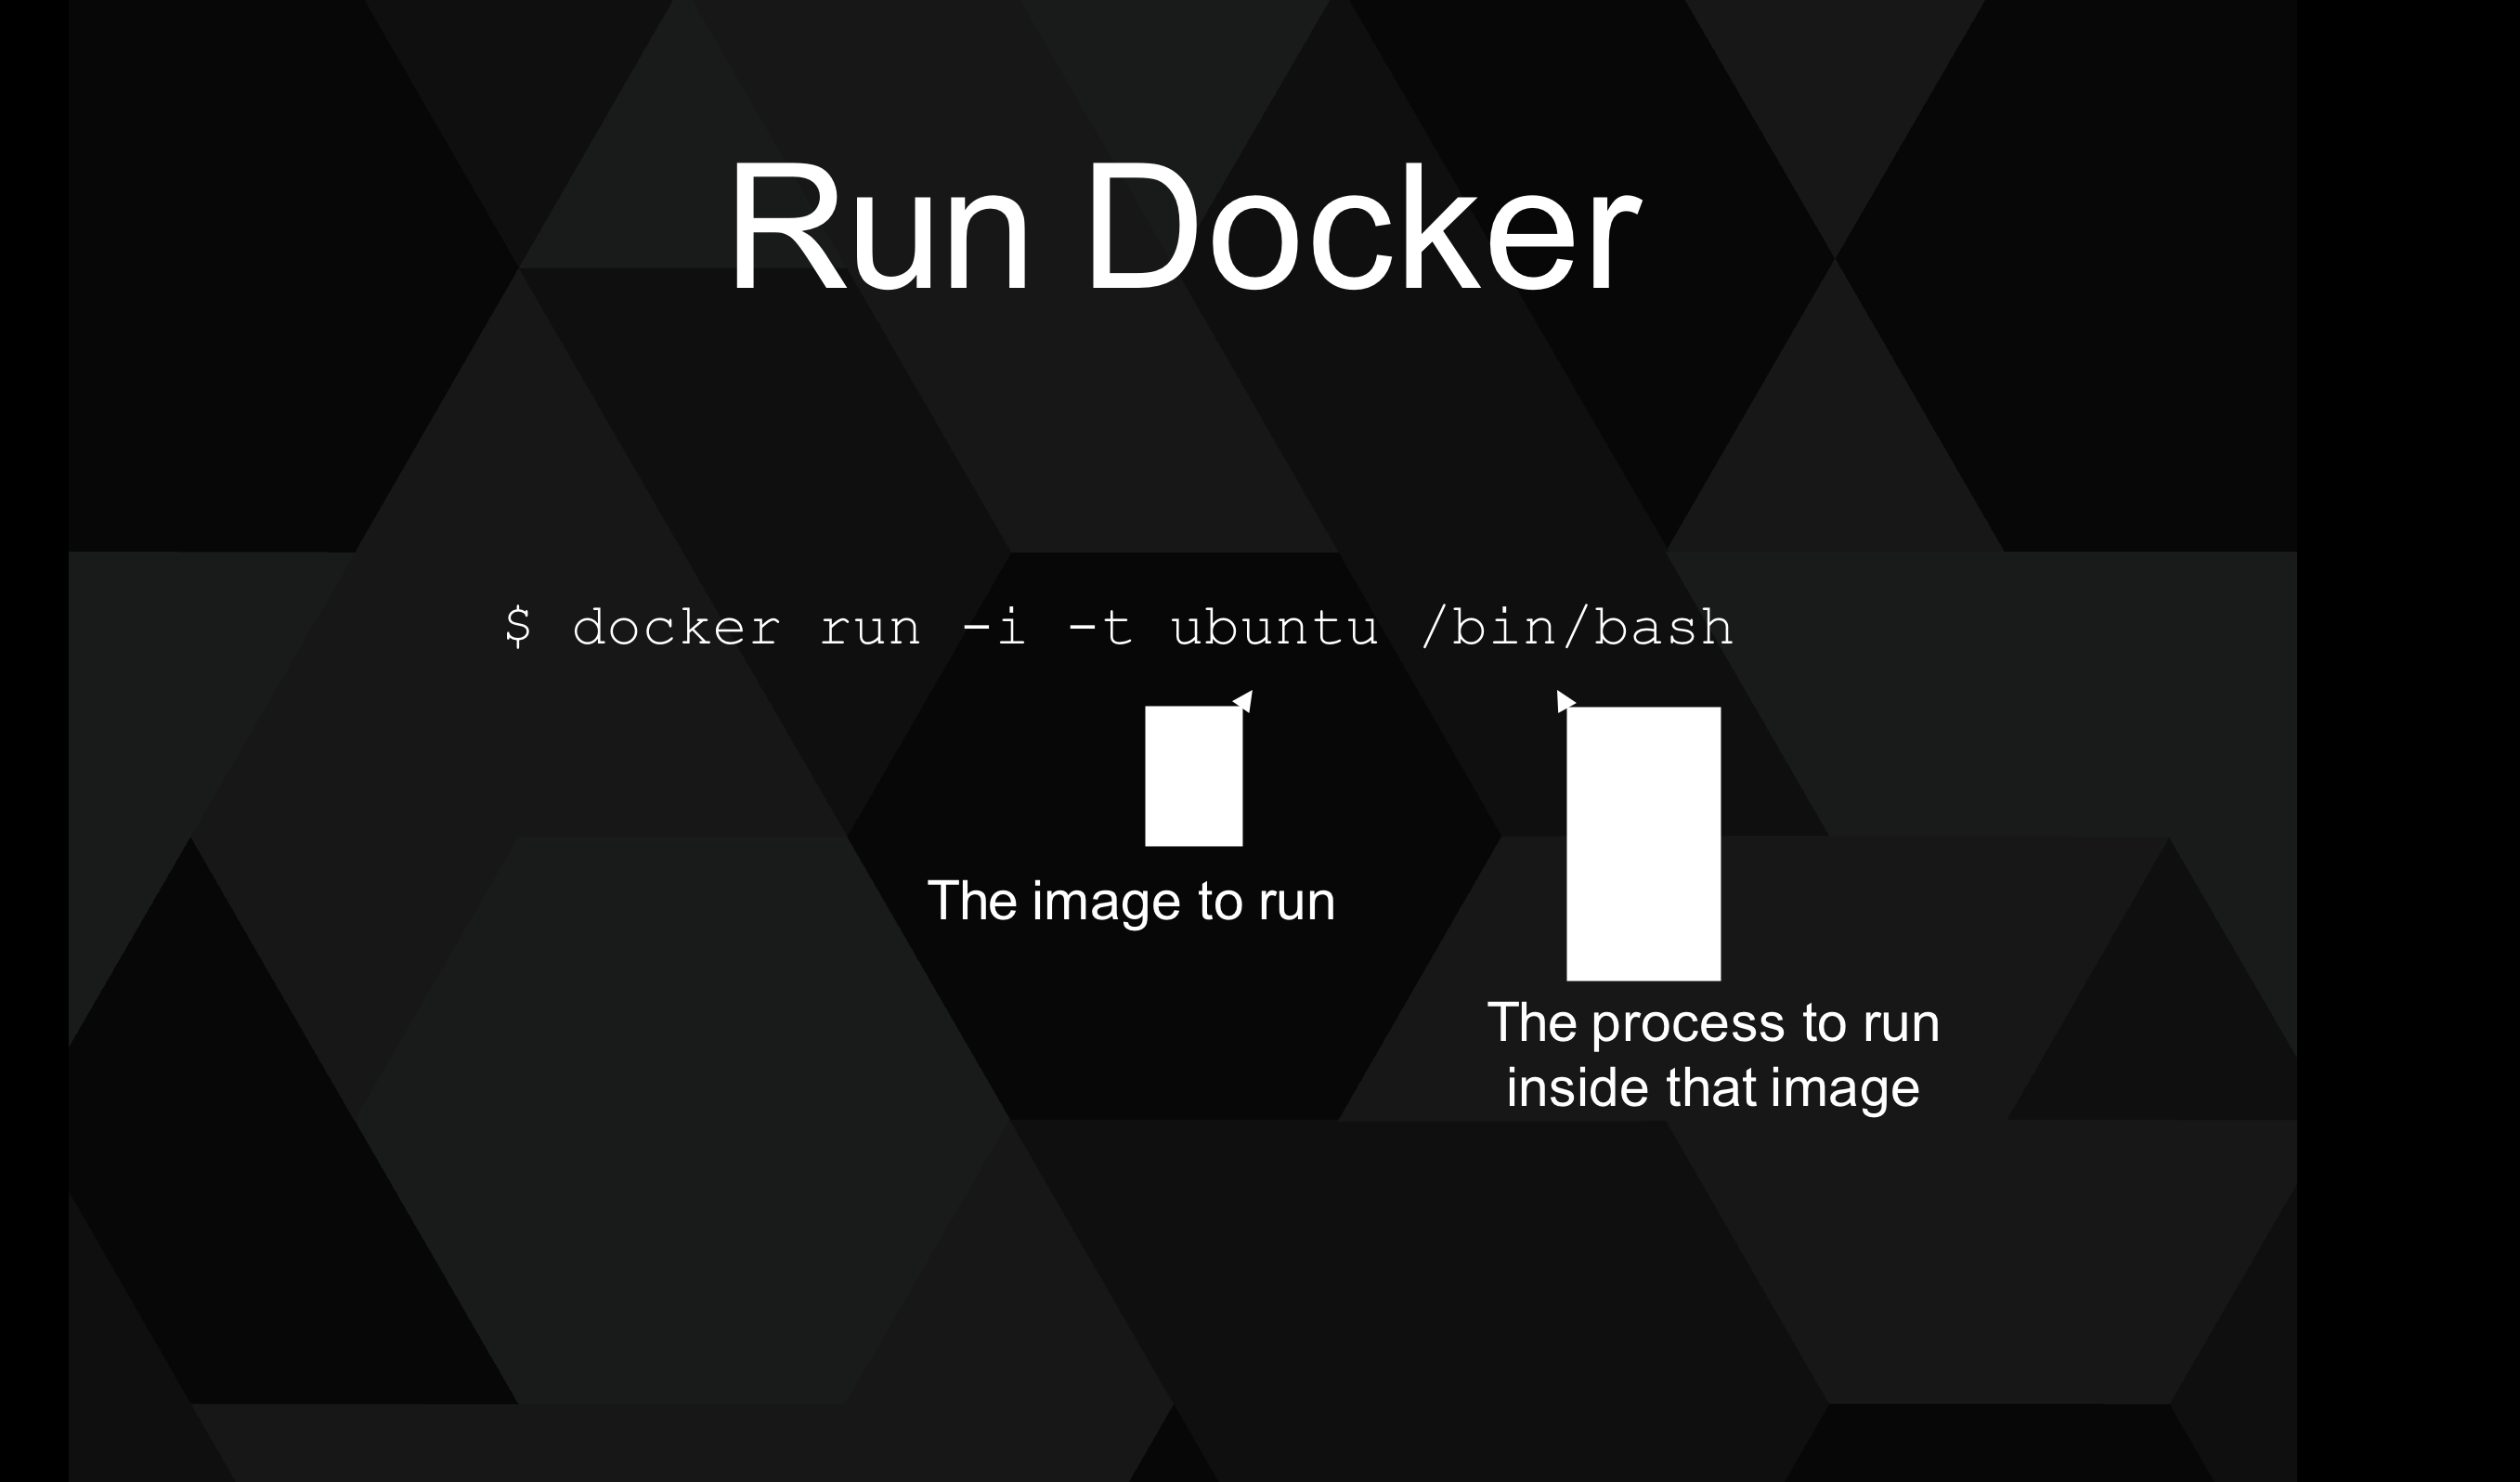 Run Docker
$ docker run -i -t ubuntu /bin/bash
The image to run
The process to run
inside that image